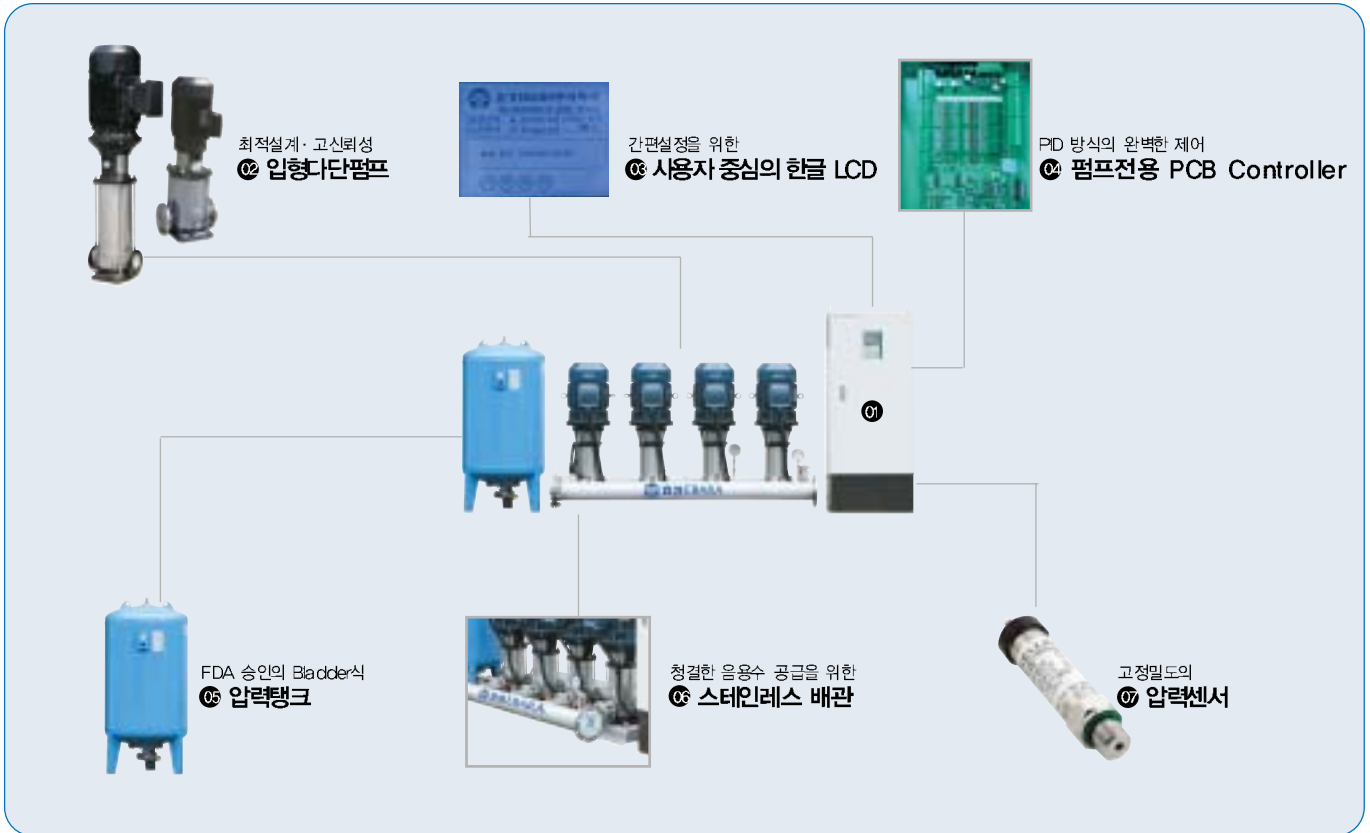 최적설계·고신뢰성
02 입형다단펌프
간편설정을 위한
03 사용자 중심의 한글 LCD
PID 방식의 완벽한 제어
04 펌프전용 PCB Controller
01
FDA 승인의 Bladder식
05 압력탱크
청결한 음용수 공급을 위한
06 스테인레스 배관
고정밀도의
07 압력센서